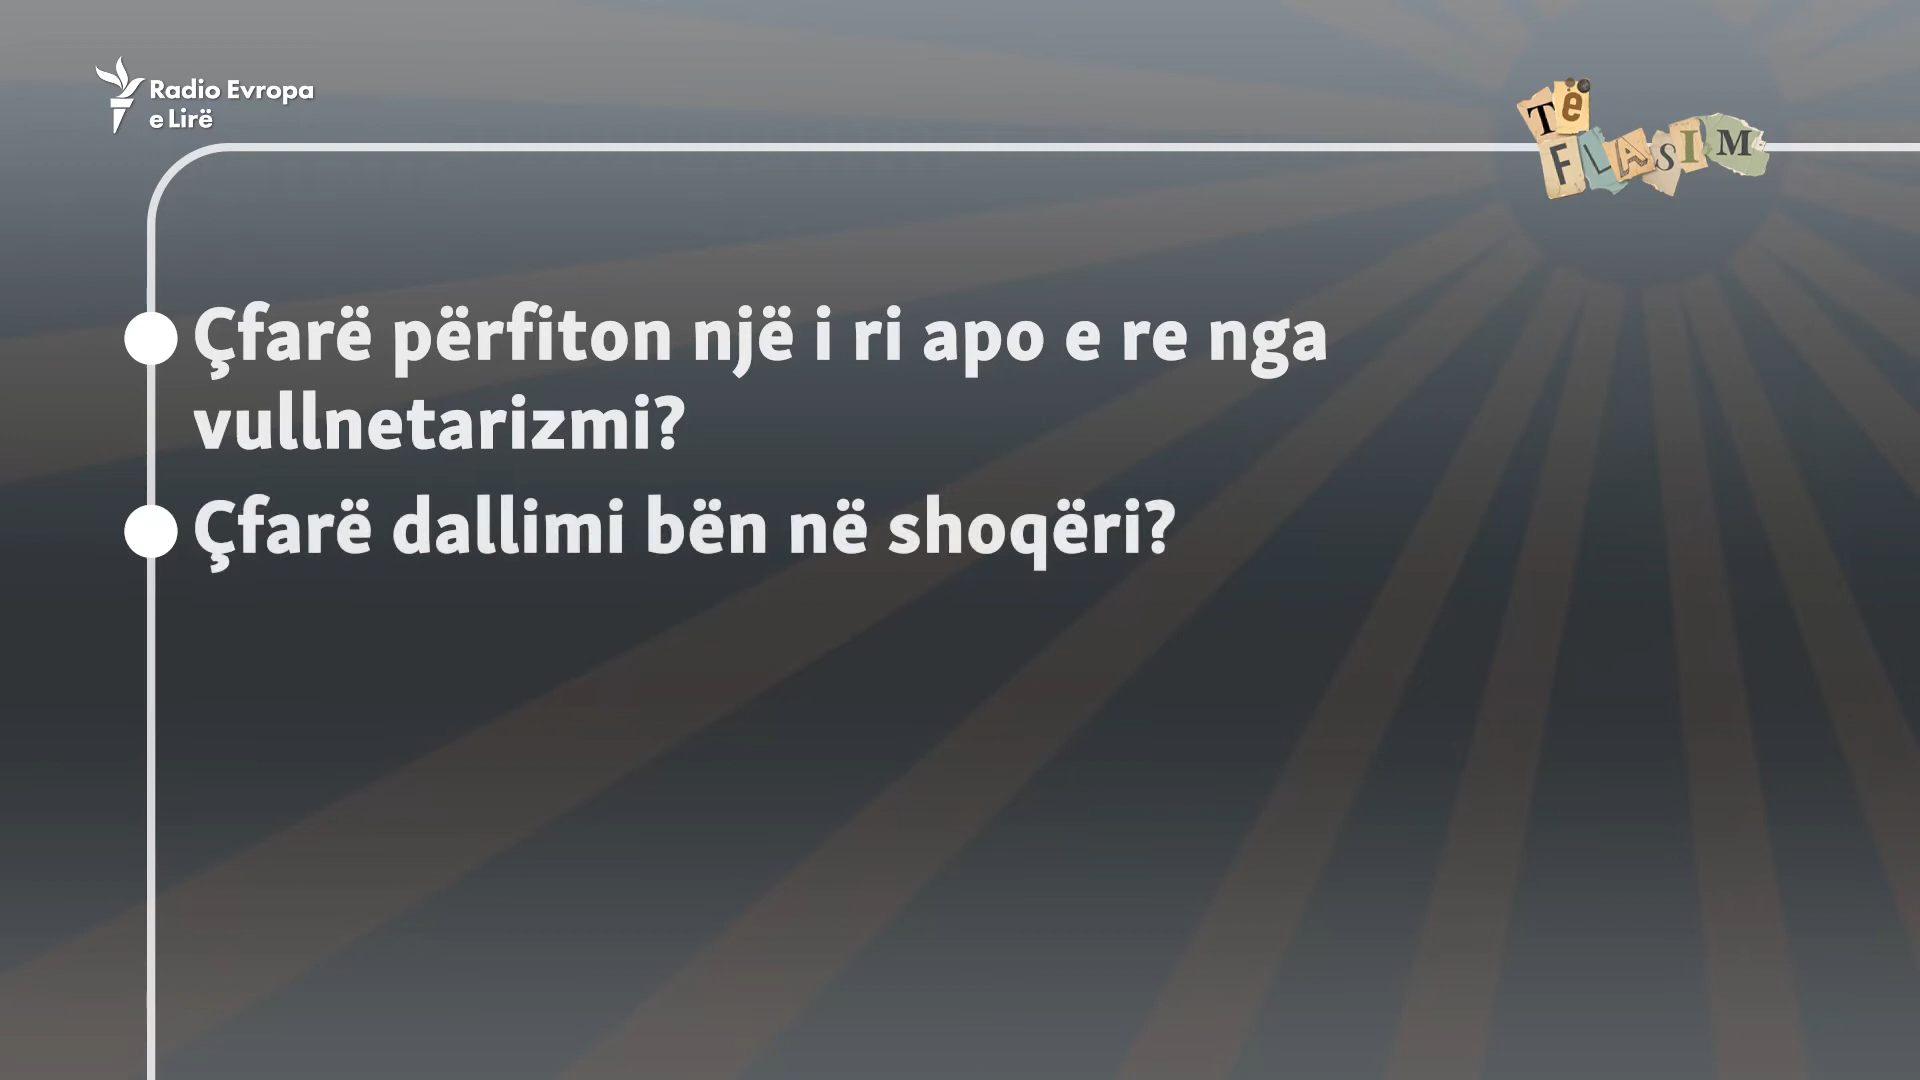 Radio Evropa
e Lirë
Të
FLASIM
Çfarë përfiton një i ri apo e re nga
vullnetarizmi?
Çfarë dallimi bën në shoqëri?